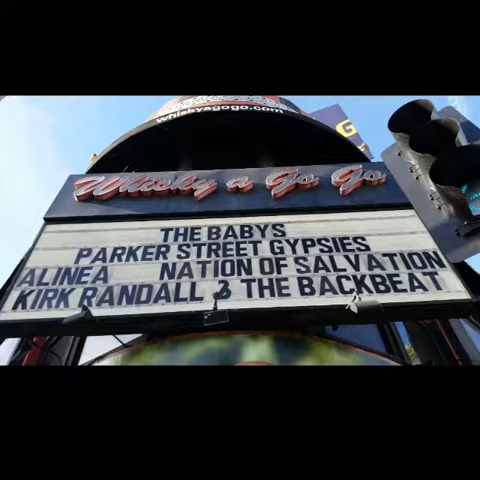 whiskyagogo.com
G
Whisky a Go Go
THE BABYS
PARKER STREET GYPSIES
ALINEA NATION OF SALVATION
KIRK RANDALL & THE BACKBEAT